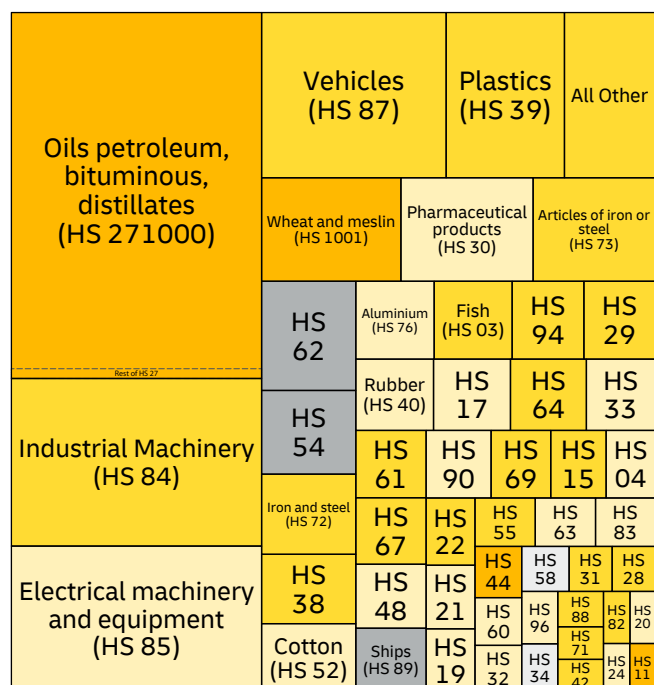 Oils petroleum,
bituminous,
distillates
(HS 271000)
Rest of HS 27
Industrial Machinery
(HS 84)
Electrical machinery
and equipment
(HS 85)
Vehicles
(HS 87)
Plastics
(HS 39)
All Other
Wheat and meslin
(HS 1001)
Pharmaceutical
products
(HS 30)
Articles of iron or
steel
(HS 73)
HS
62
HS
54
Iron and steel
(HS 72)
HS
38
Cotton
(HS 52)
Aluminium
(HS 76)
Fish
(HS 03)
HS
94
HS
29
Rubber
(HS 40)
HS
17
HS
64
HS
33
HS
61
HS
90
HS
69
HS
15
HS
04
HS
67
HS
22
HS
55
HS
63
HS
83
HS
48
HS
21
HS
44
HS
58
HS
31
HS
28
Ships
(HS 89)
HS
19
HS
60
HS
96
HS
88
HS
82
HS
20
HS
71
HS
32
HS
34
HS
42
HS
24
HS
11